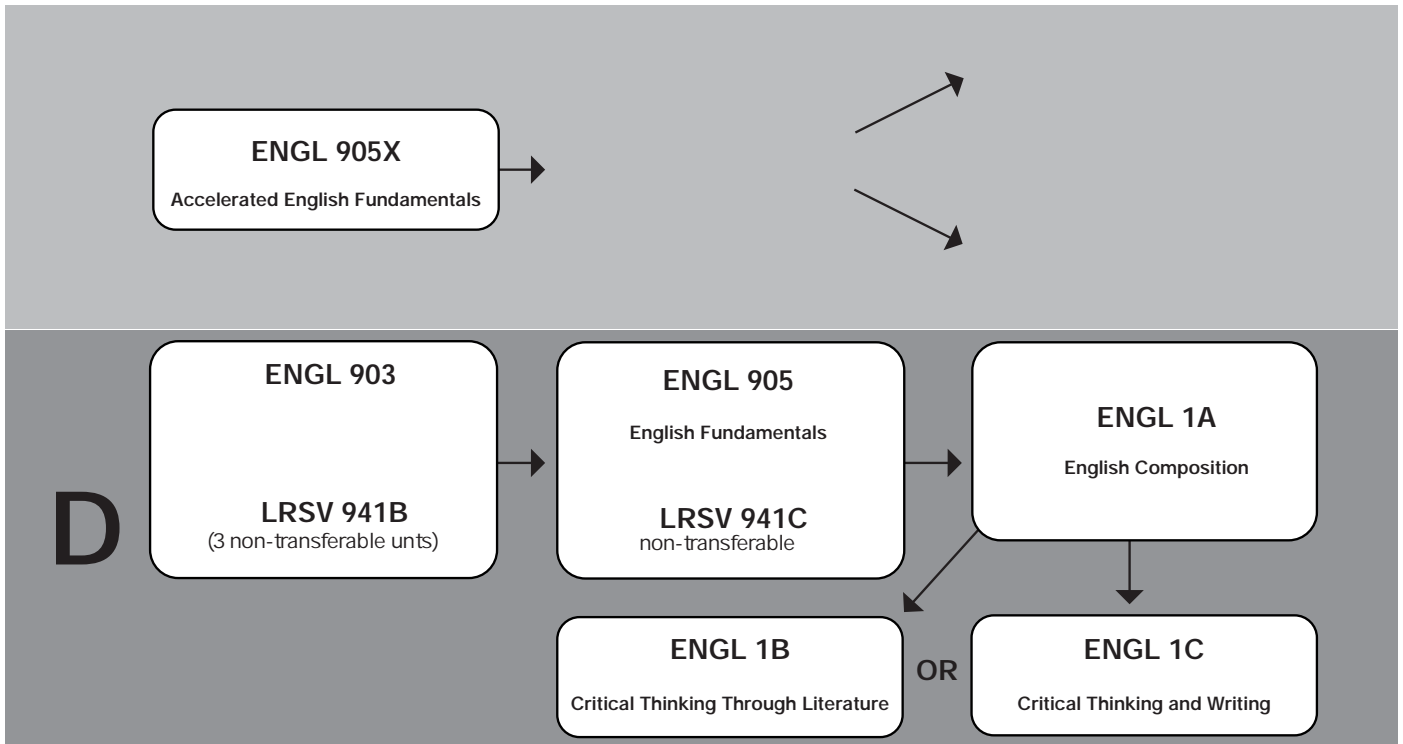 ENGL 905X
Accelerated English Fundamentals
D
ENGL 903
LRSV 941B
(3 non-transferable unts)
ENGL 905
English Fundamentals
LRSV 941C
non-transferable
ENGL 1A
English Composition
ENGL 1B
Critical Thinking Through Literature
OR
ENGL 1C
Critical Thinking and Writing